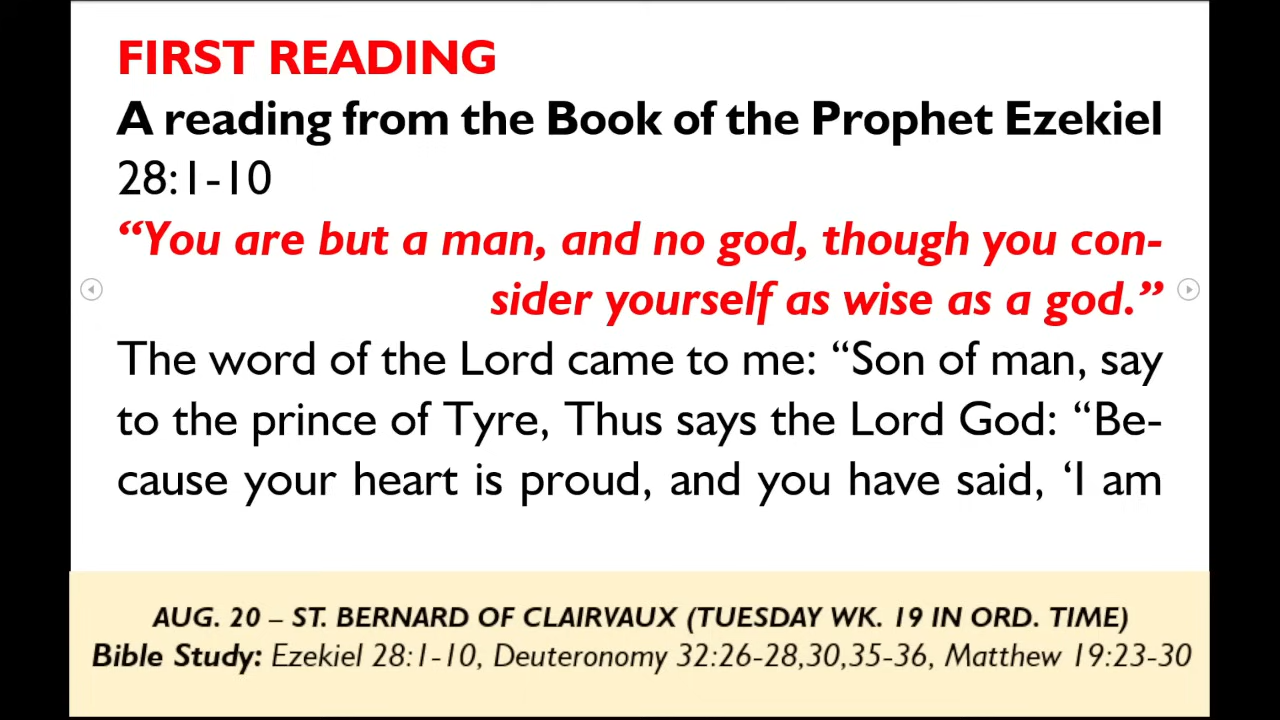 FIRST READING
A reading from the Book of the Prophet Ezekiel
28:1-10
“You are but a man, and no god, though you con-
sider yourself as wise as a god.”
The word of the Lord came to me: “Son of man, say
to the prince of Tyre, Thus says the Lord God: “Be-
cause your heart is proud, and you have said, ‘I am
AUG. 20 – ST. BERNARD OF CLAIRVAUX (TUESDAY WK. 19 IN ORD. TIME)
Bible Study: Ezekiel 28:1-10, Deuteronomy 32:26-28,30,35-36, Matthew 19:23-30